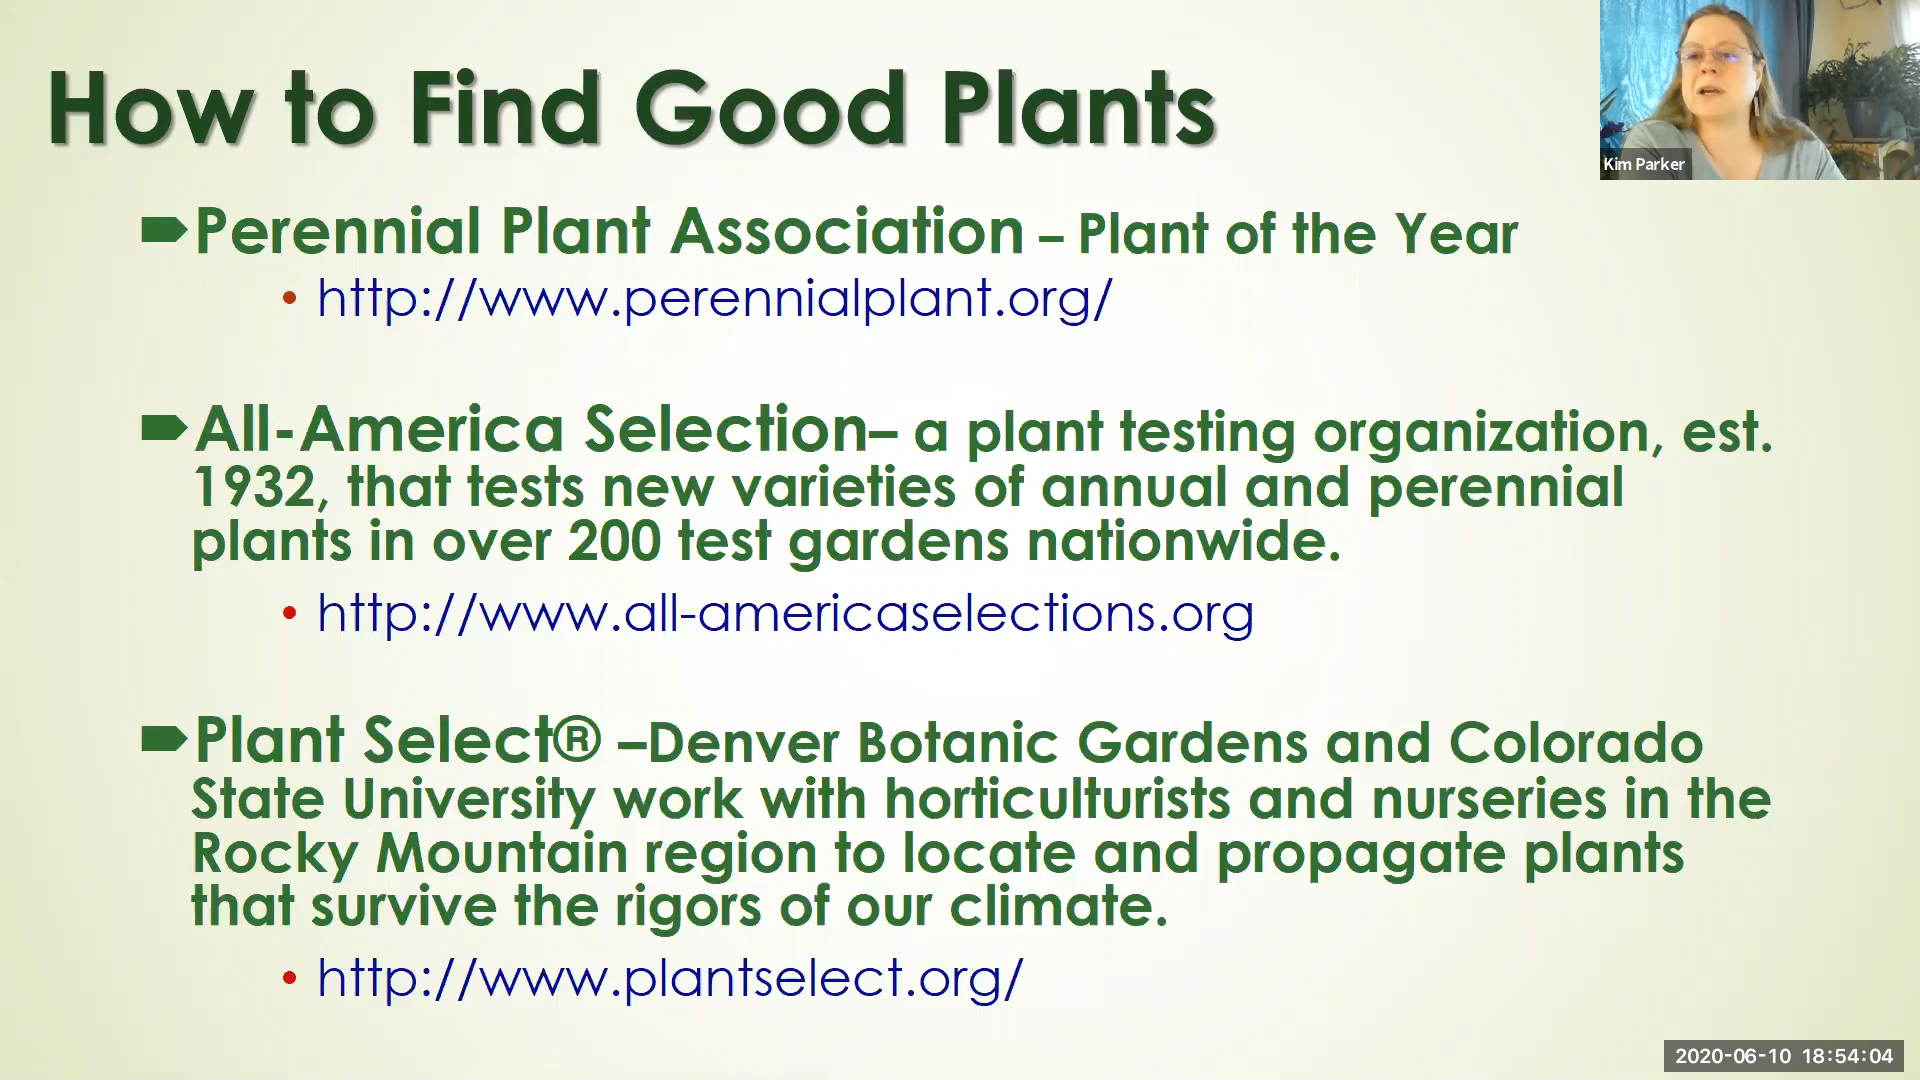 How to Find Good Plants
Kim Parker
Perennial Plant Association – Plant of the Year
• http://www.perennialplant.org/
All-America Selection– a plant testing organization, est.
1932, that tests new varieties of annual and perennial
plants in over 200 test gardens nationwide.
• http://www.all-americaselections.org
Plant Select® –Denver Botanic Gardens and Colorado
State University work with horticulturists and nurseries in the
Rocky Mountain region to locate and propagate plants
that survive the rigors of our climate.
• http://www.plantselect.org/
2020-06-10 18:54:04